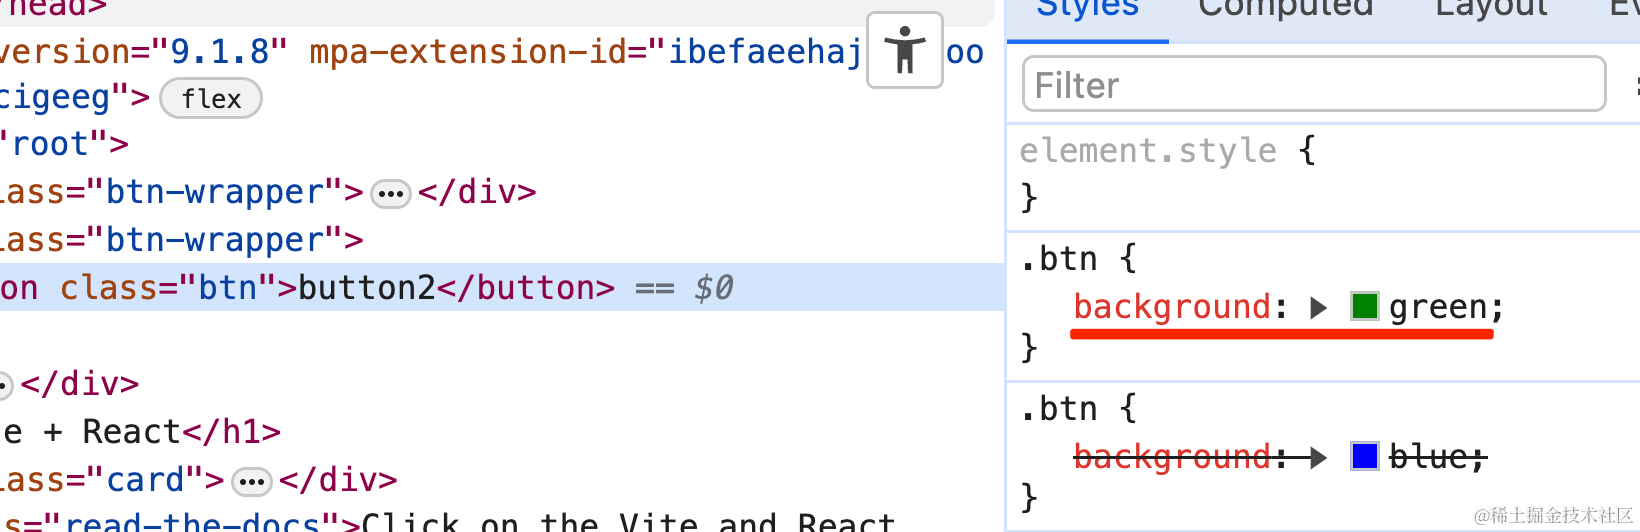 head>
version="9.1.8" mpa-extension-id="ibefaeehaj oo
cigeeg"> flex
"root">
lass="btn-wrapper"> ••• </div>
lass="btn-wrapper">
on class="btn">button2</button> == $0
</div>
e + React</h1>
lass="card"> ••• </div>
s="read-the-docs">Click on the Vite and React
Styles Computed Layout Ev
Filter
element.style {
}
.btn {
background: ▶ green;
}
.btn {
background: ▶ blue;
}
@稀土掘金技术社区